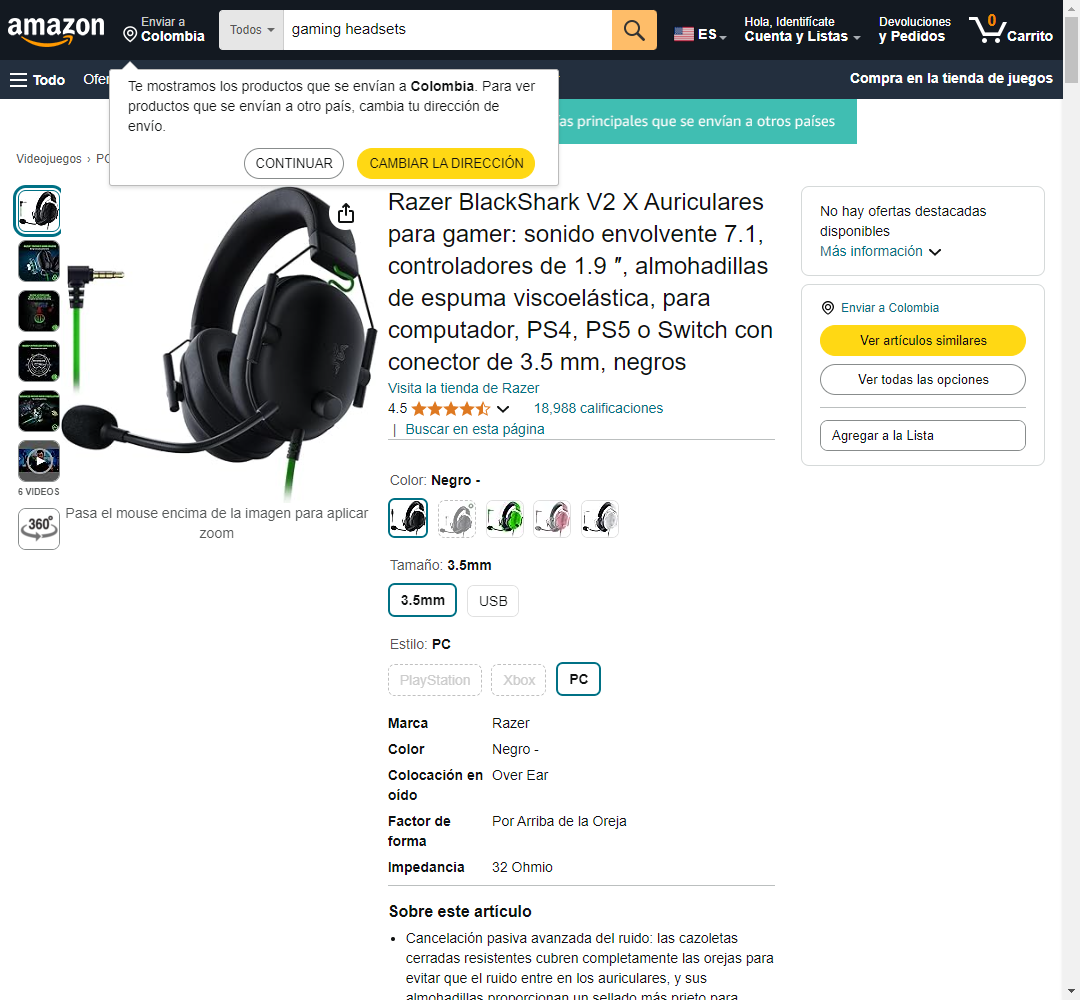 amazon
Enviar a
Colombia
Todos
gaming headsets
ES
Hola, Identifícate
Cuenta y Listas
Devoluciones
y Pedidos
0
Carrito
Todo
Compra en la tienda de juegos
Te mostramos los productos que se envían a Colombia. Para ver
productos que se envían a otro país, cambia tu dirección de
envío.
CONTINUAR
CAMBIAR LA DIRECCIÓN
principales que se envían a otros países
Videojuegos ›
Razer BlackShark V2 X Auriculares
para gamer: sonido envolvente 7.1,
controladores de 1.9 ″, almohadillas
de espuma viscoelástica, para
computador, PS4, PS5 o Switch con
conector de 3.5 mm, negros
Visita la tienda de Razer
4.5
18,988 calificaciones
| Buscar en esta página
6 VIDEOS
360°
Pasa el mouse encima de la imagen para aplicar
zoom
Color: Negro -
Tamaño: 3.5mm
3.5mm
USB
Estilo: PC
PlayStation
Xbox
PC
Marca Razer
Color Negro -
Colocación en Over Ear
oído
Factor de Por Arriba de la Oreja
forma
Impedancia 32 Ohmio
Sobre este artículo
• Cancelación pasiva avanzada del ruido: las cazoletas
cerradas resistentes cubren completamente las orejas para
evitar que el ruido entre en los auriculares, y sus
almohadillas proporcionan un sellado más prieto para
No hay ofertas destacadas
disponibles
Más información
Enviar a Colombia
Ver artículos similares
Ver todas las opciones
Agregar a la Lista